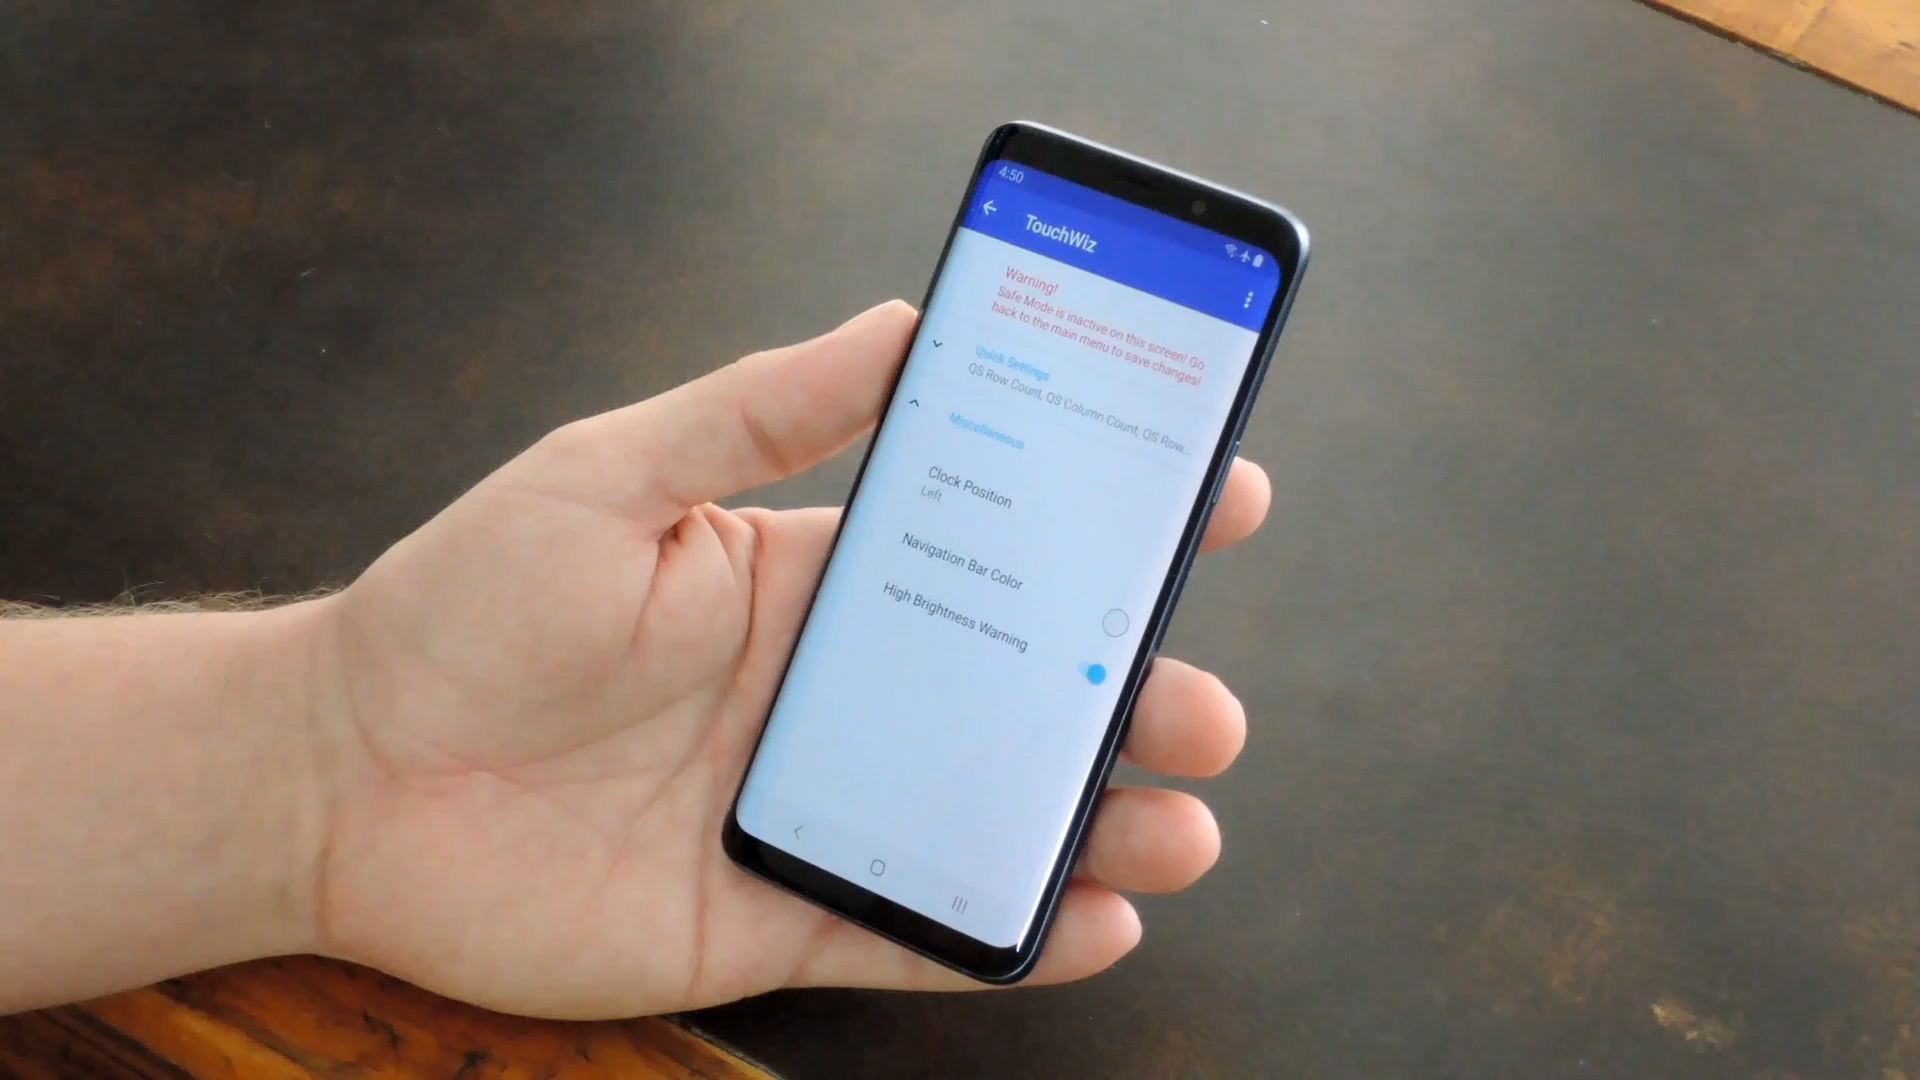 4:50
TouchWiz
Warning!
Safe Mode is inactive on this screen! Go
back to the main menu to save changes!
Quick Settings
QS Row Count, QS Column Count, QS Row...
Miscellaneous
Clock Position
Left
Navigation Bar Color
High Brightness Warning